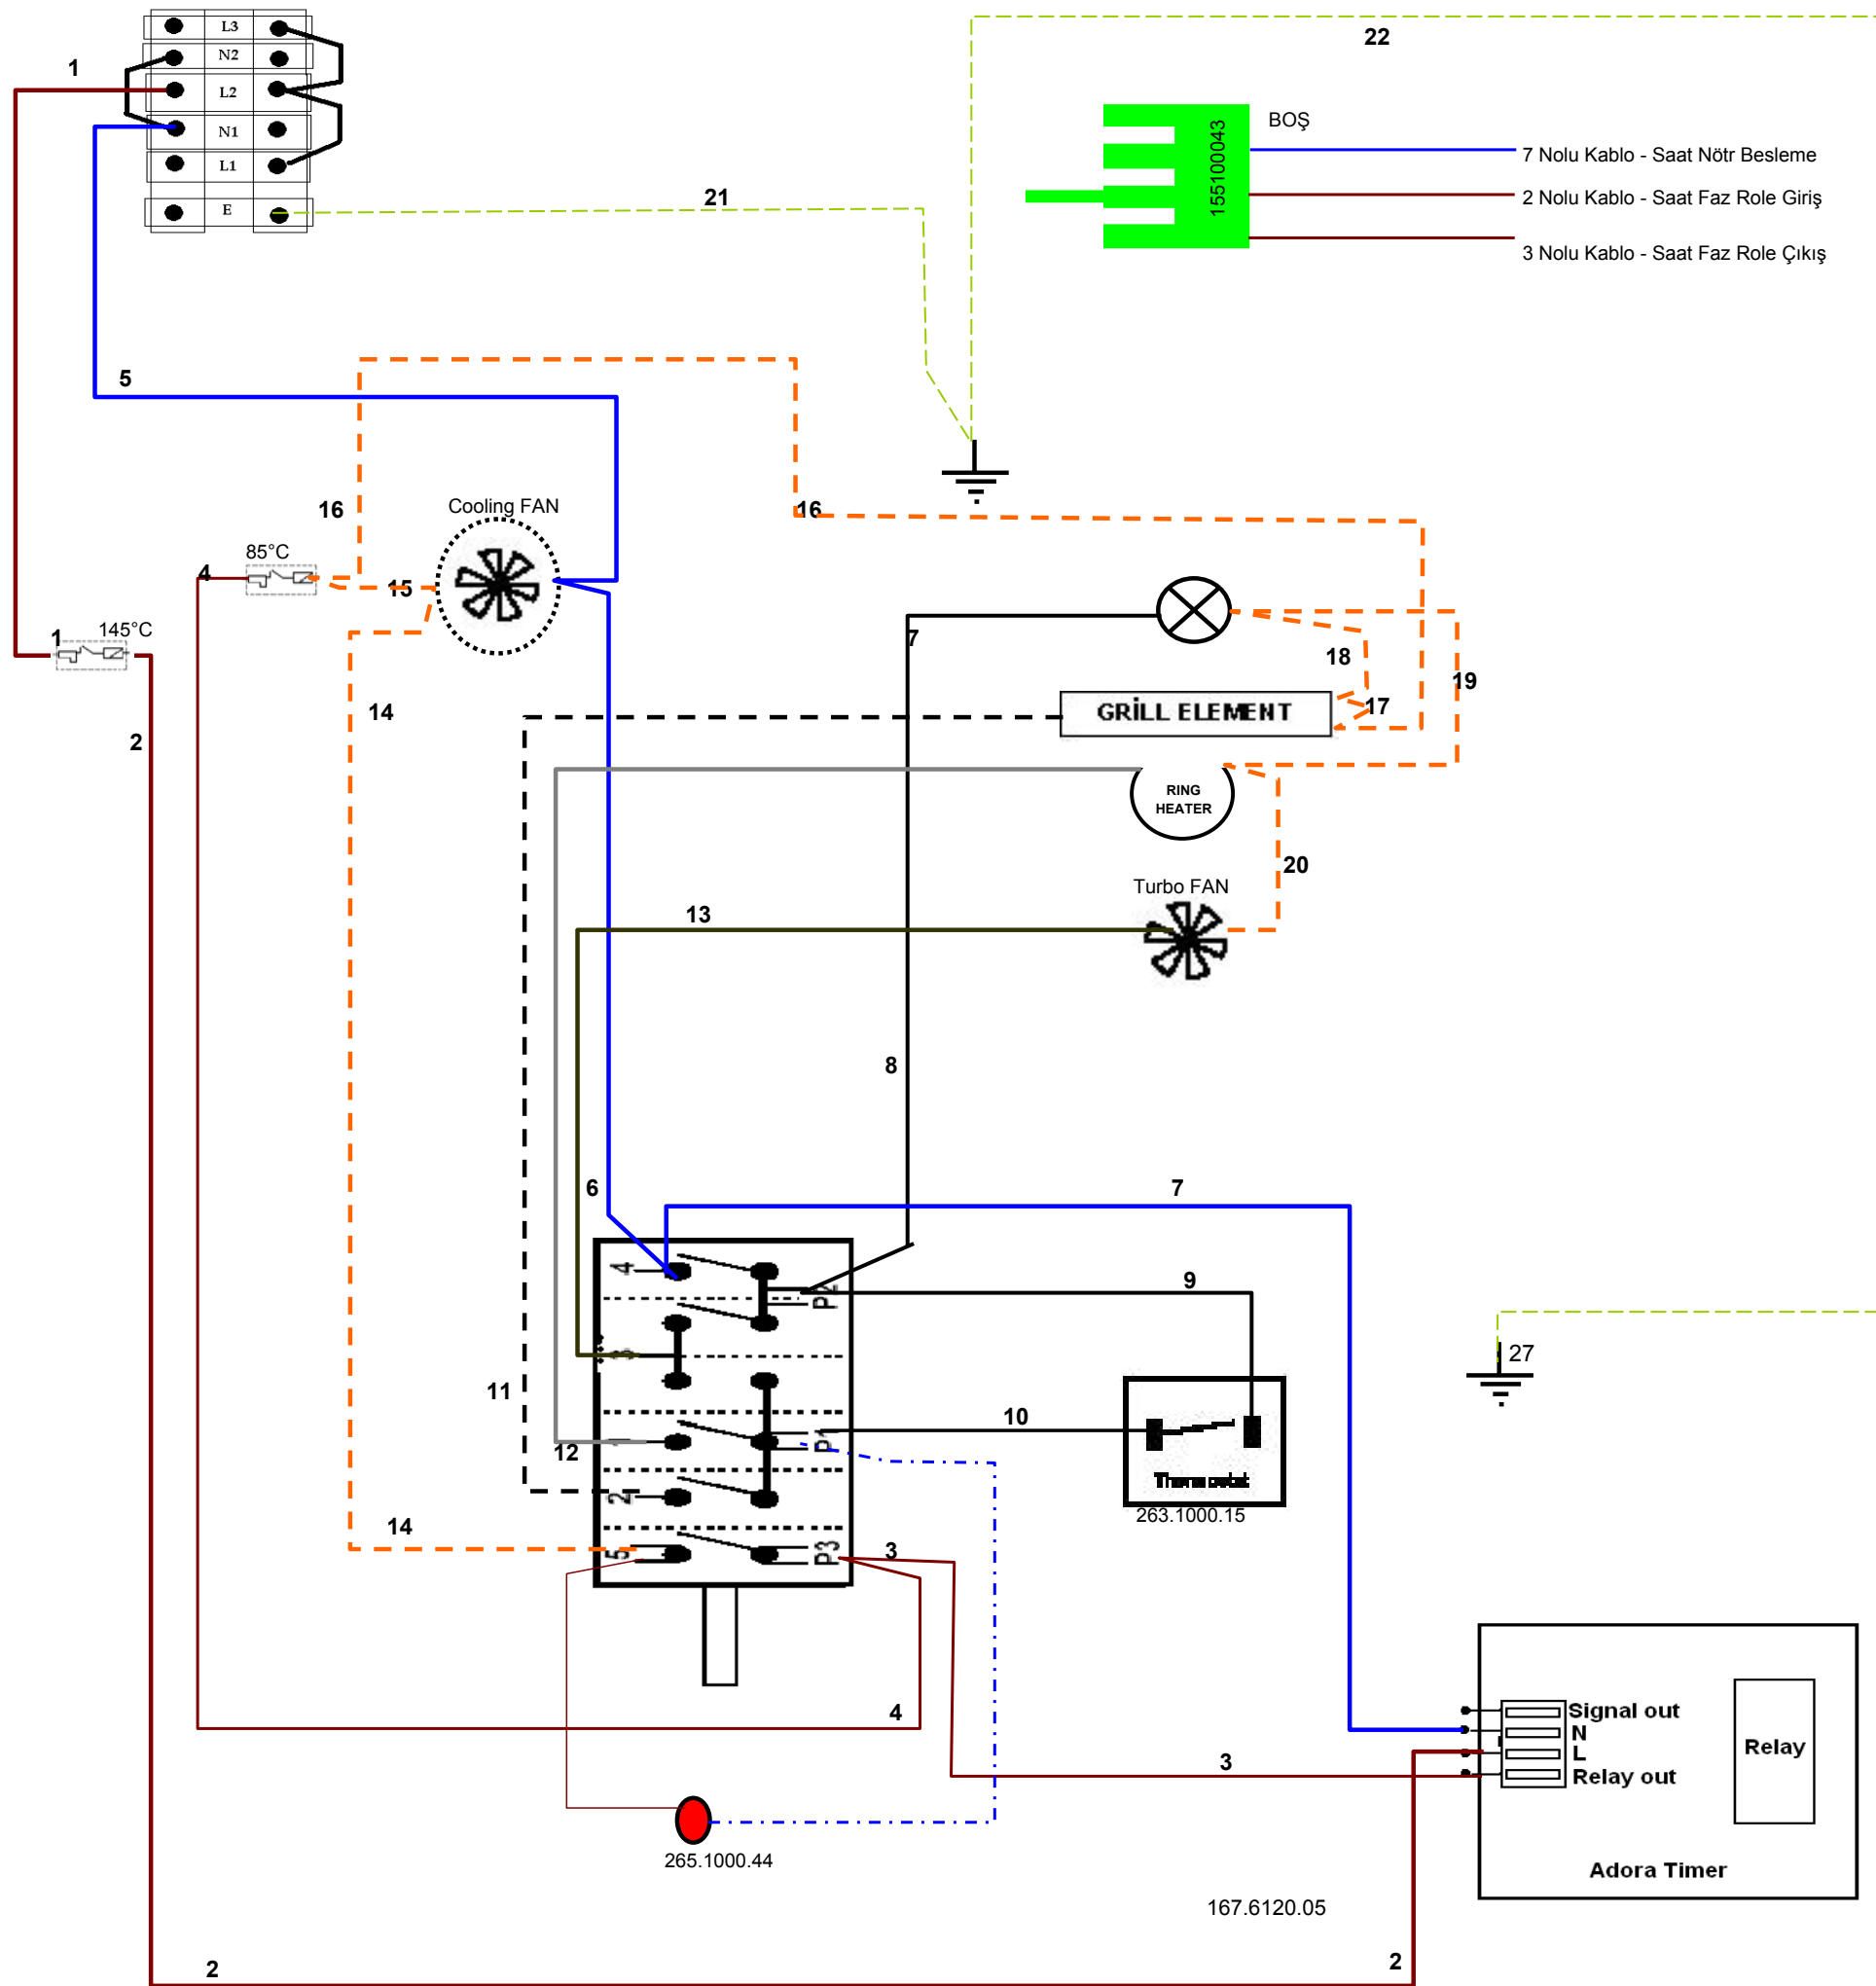 L3
22
N2
1
L2
BOŞ
N1
155100043
7 Nolu Kablo - Saat Nötr Besleme
L1
21
2 Nolu Kablo - Saat Faz Role Giriş
E
3 Nolu Kablo - Saat Faz Role Çıkış
5
16
Cooling FAN
16
85°C
4
15
145°C
1
7
18
19
14
GRİLL ELEMENT
17
2
RING
HEATER
20
Turbo FAN
13
8
6
7
4
P2
9
3
27
11
10
12
1
P1
2
263.1000.15
14
5
P3
3
4
Signal out
N
L
Relay
3
Relay out
265.1000.44
Adora Timer
167.6120.05
2
2